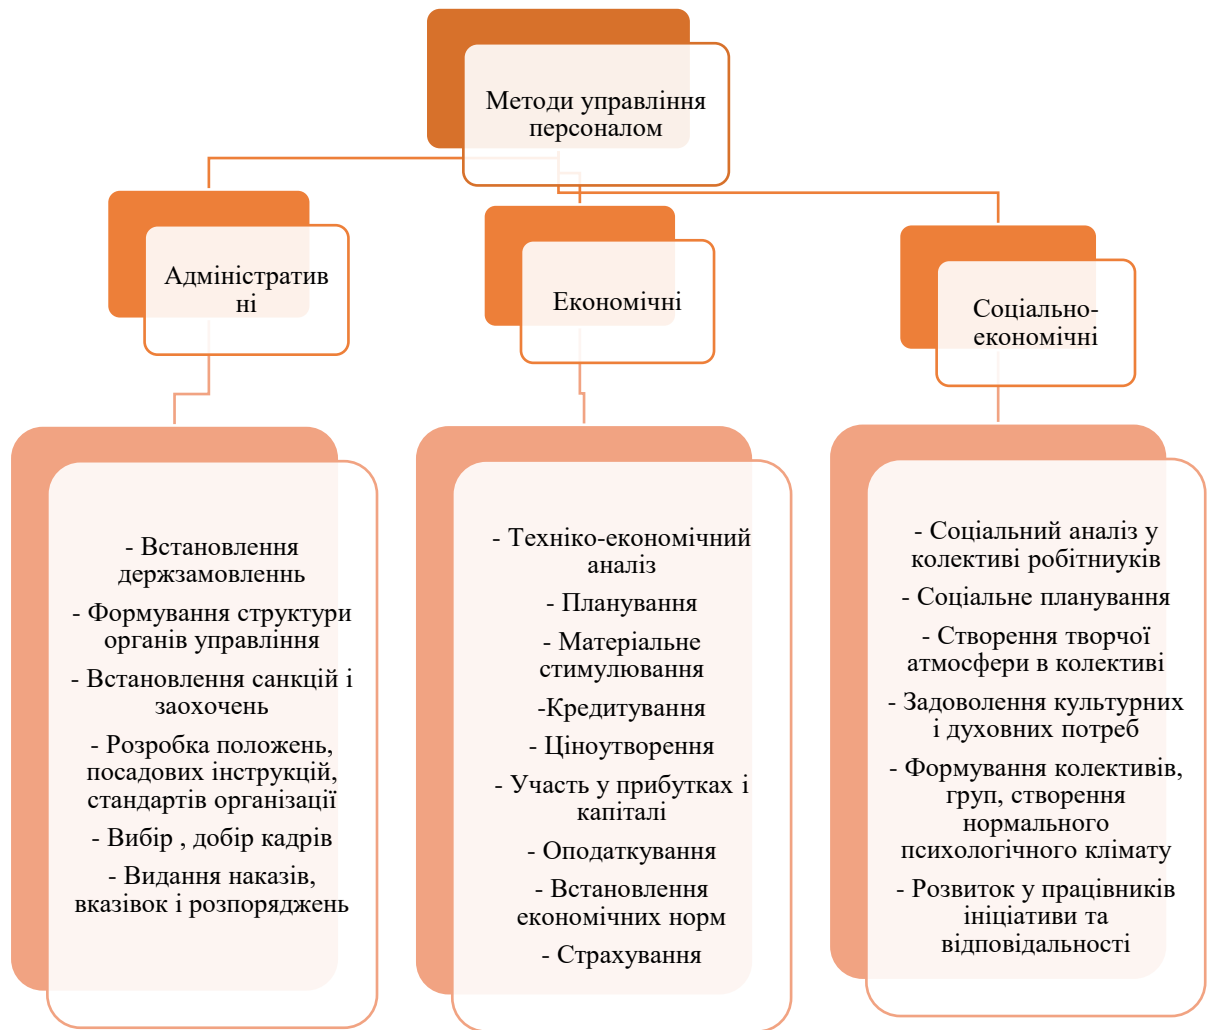 Методи управління
персоналом
Адміністратив
ні
Економічні
Соціально-
економічні
- Встановлення
держзамовленнь
- Формування структури
органів управління
- Встановлення санкцій і
заохочень
- Розробка положень,
посадових інструкцій,
стандартів організації
- Вибір , добір кадрів
- Видання наказів,
вказівок і розпоряджень
- Техніко-економічний
аналіз
- Планування
- Матеріальне
стимулювання
-Кредитування
- Ціноутворення
- Участь у прибутках і
капіталі
- Оподаткування
- Встановлення
економічних норм
- Страхування
- Соціальний аналіз у
колективі робітниуків
- Соціальне планування
- Створення творчої
атмосфери в колективі
- Задоволення культурних
і духовних потреб
- Формування колективів,
груп, створення
нормального
психологічного клімату
- Розвиток у працівників
ініціативи та
відповідальності